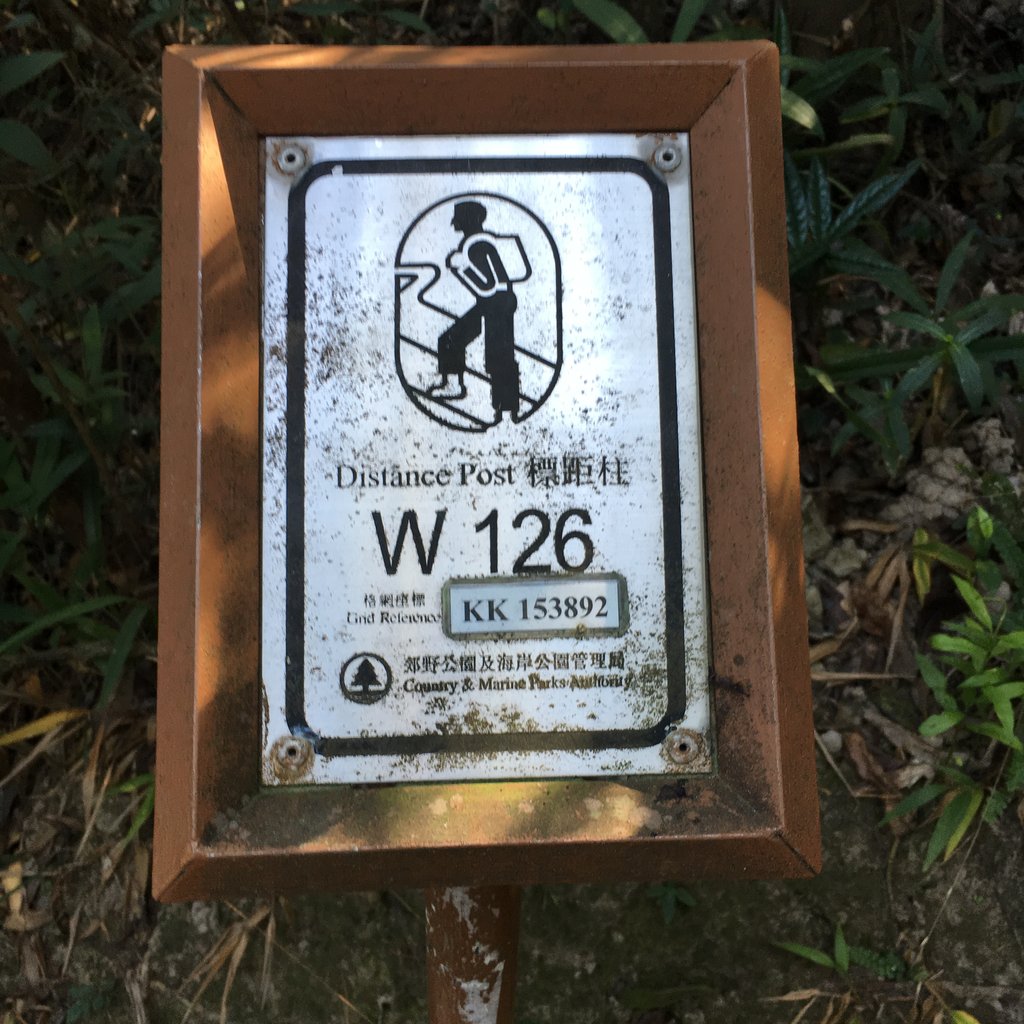 Distance Post 標距柱
W 126
格網座標
Grid Reference
KK 153892
郊野公園及海岸公園管理局
Country & Marine Parks Authority